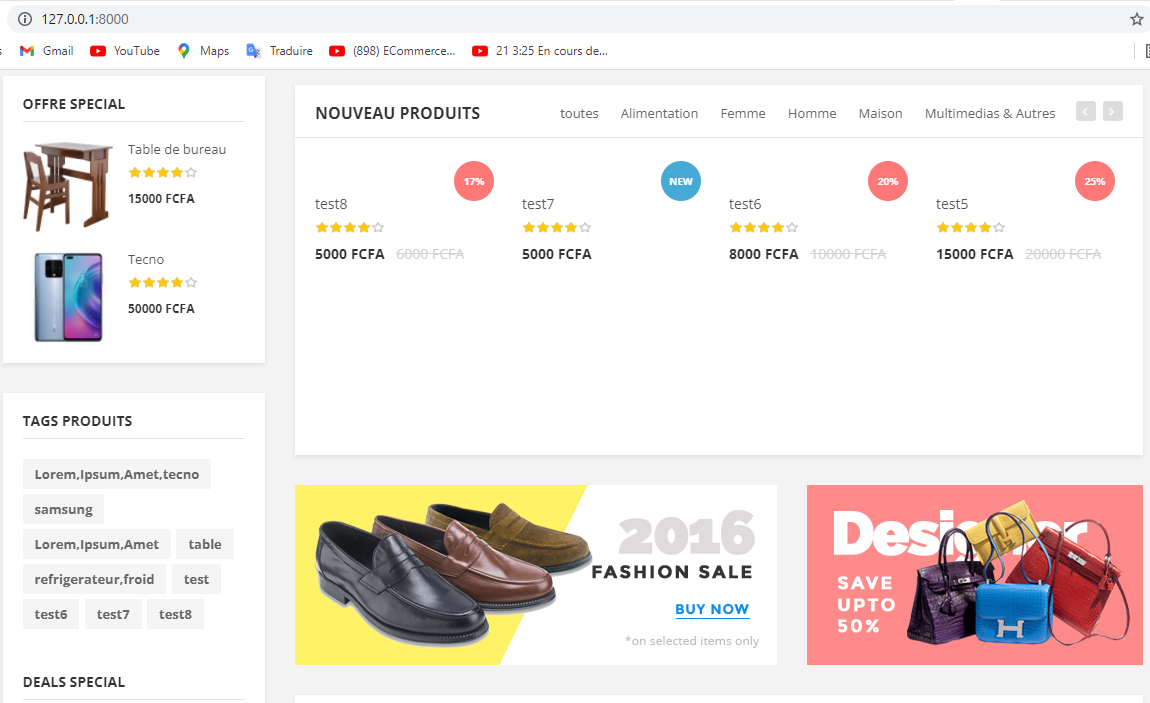 127.0.0.1:8000
s Gmail YouTube Maps Traduire (898) ECommerce... 21 3:25 En cours de...
OFFRE SPECIAL
Table de bureau
15000 FCFA
Tecno
50000 FCFA
TAGS PRODUITS
Lorem,Ipsum,Amet,tecno
samsung
Lorem,Ipsum,Amet table
refrigerateur,froid test
test6 test7 test8
DEALS SPECIAL
NOUVEAU PRODUITS toutes Alimentation Femme Homme Maison Multimedias & Autres
17%
test8
5000 FCFA 6000 FCFA
NEW
test7
5000 FCFA
20%
test6
8000 FCFA 10000 FCFA
25%
test5
15000 FCFA 20000 FCFA
2016
FASHION SALE
BUY NOW
*on selected items only
Designer
SAVE
UPTO
50%